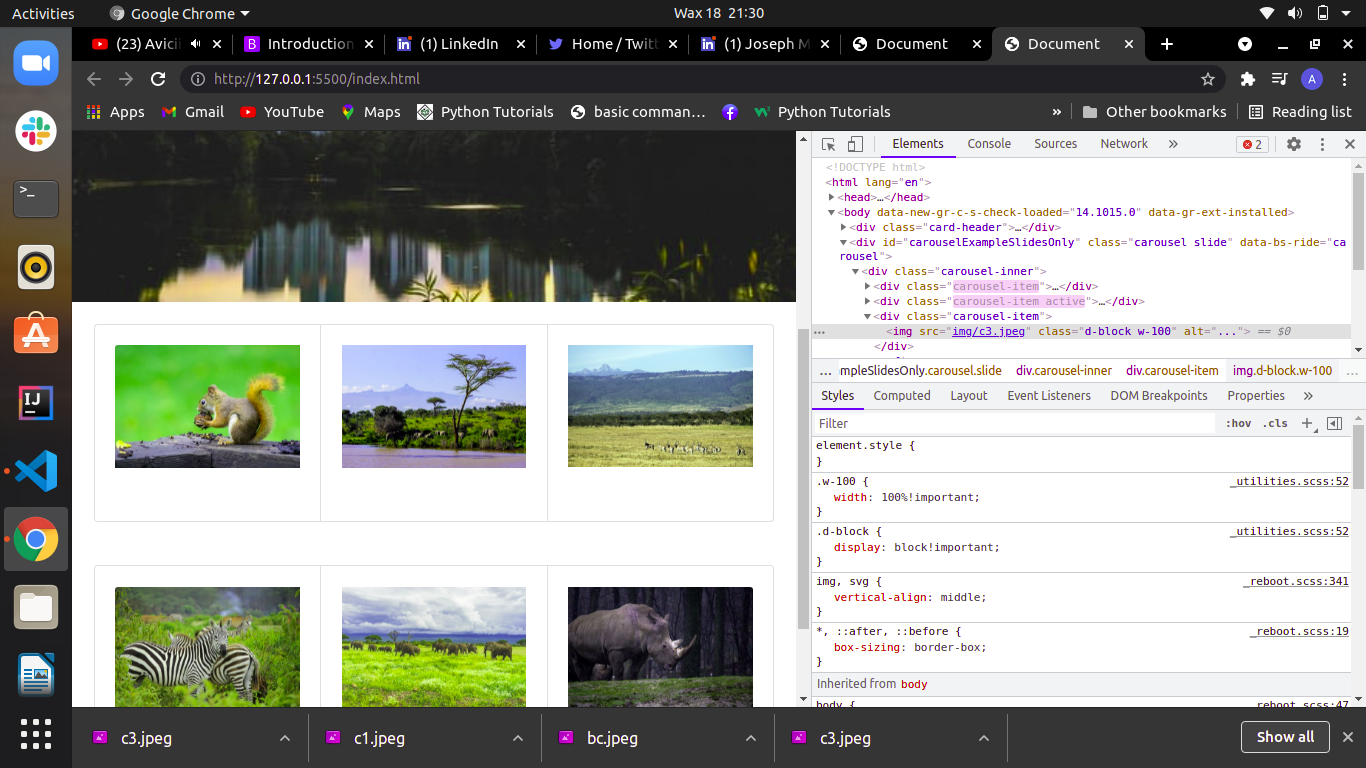 Activities Google Chrome Wax 18 21:30
(23) Avicii (1) Introduction (1) LinkedIn Home / Twitt (1) Joseph M Document Document
http://127.0.0.1:5500/index.html A
Apps Gmail YouTube Maps Python Tutorials basic comman… Python Tutorials » Other bookmarks Reading list
Elements Console Sources Network » 2
<!DOCTYPE html>
<html lang="en">
<head>…</head>
<body data-new-gr-c-s-check-loaded="14.1015.0" data-gr-ext-installed>
<div class="card-header">…</div>
<div id="carouselExampleSlidesOnly" class="carousel slide" data-bs-ride="ca
rousel">
<div class="carousel-inner">
<div class="carousel-item">…</div>
<div class="carousel-item active">…</div>
<div class="carousel-item">
… <img src="img/c3.jpeg" class="d-block w-100" alt="..."> == $0
</div>
… mpleSlidesOnly.carousel.slide div.carousel-inner div.carousel-item img.d-block.w-100 …
Styles Computed Layout Event Listeners DOM Breakpoints Properties »
Filter :hov .cls +
element.style {
}
.w-100 { _utilities.scss:52
width: 100%!important;
}
.d-block { _utilities.scss:52
display: block!important;
}
img, svg { _reboot.scss:341
vertical-align: middle;
}
*, ::after, ::before { _reboot.scss:19
box-sizing: border-box;
}
Inherited from body
body { _reboot.scss:47
c3.jpeg c1.jpeg bc.jpeg c3.jpeg Show all